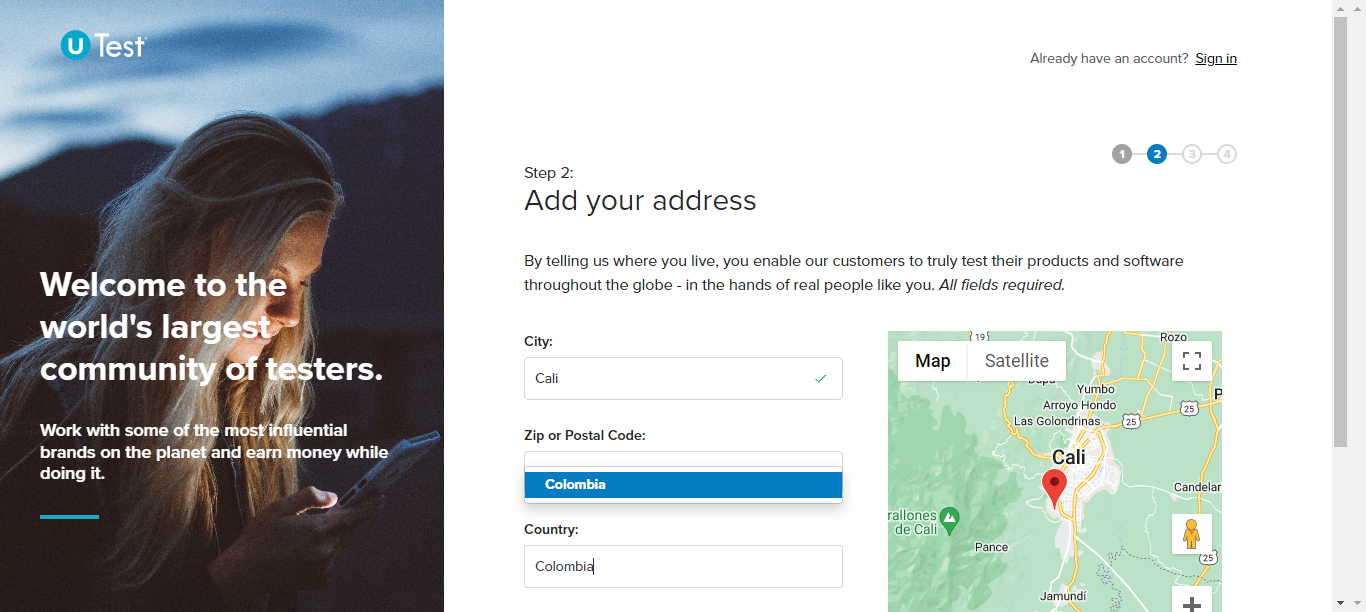 U Test
Already have an account? Sign in
1 2 3 4
Step 2:
Add your address
By telling us where you live, you enable our customers to truly test their products and software
throughout the globe - in the hands of real people like you. All fields required.
Welcome to the
world's largest
community of testers.
Work with some of the most influential
brands on the planet and earn money while
doing it.
City:
Cali
Zip or Postal Code:
Colombia
Country:
Colombia
Map Satellite
19
Rozo
Yumbo
Arroyo Hondo
25
Las Golondrinas
25
Cali
Candelar
rallones
de Cali
Pance
25
Jamundí